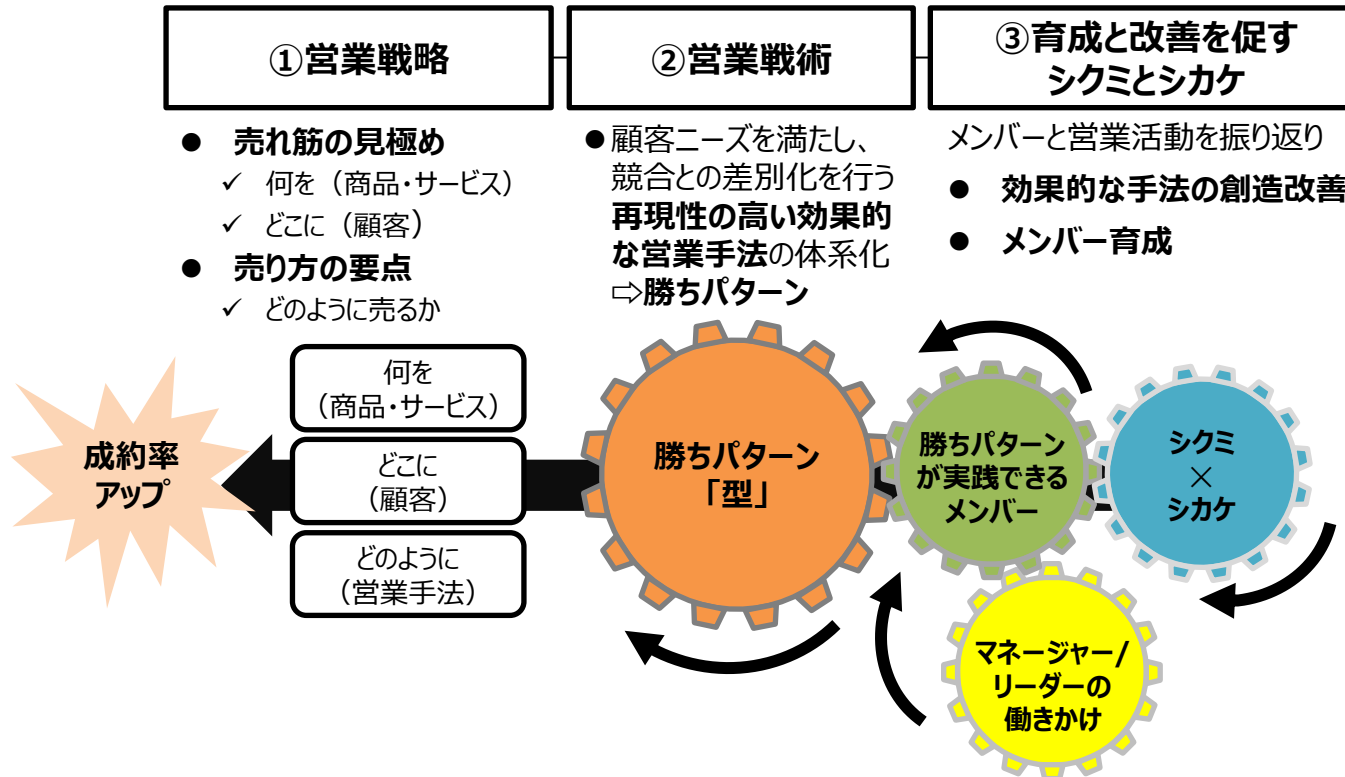 ①営業戦略
②営業戦術
③育成と改善を促す
シクミとシカケ
● 売れ筋の見極め
✓ 何を（商品・サービス）
✓ どこに（顧客）
● 売り方の要点
✓ どのように売るか
● 顧客ニーズを満たし、
競合との差別化を行う
再現性の高い効果的
な営業手法の体系化
⇨勝ちパターン
メンバーと営業活動を振り返り
● 効果的な手法の創造改善
● メンバー育成
成約率
アップ
何を
（商品・サービス）
どこに
（顧客）
どのように
（営業手法）
勝ちパターン
「型」
勝ちパターン
が実践できる
メンバー
シクミ
×
シカケ
マネージャー/
リーダーの
働きかけ